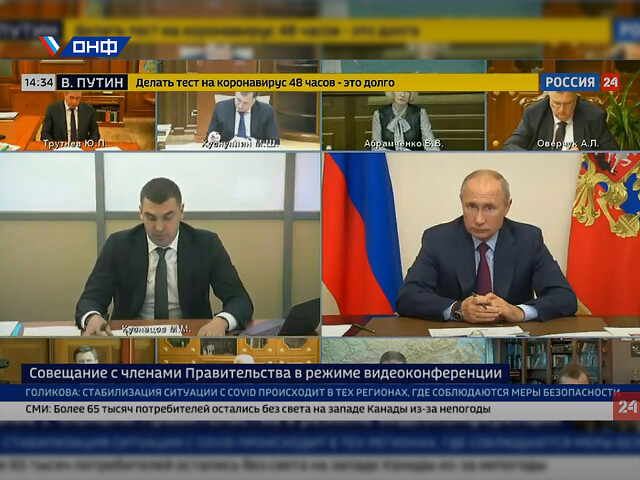 ОНФ
14:34 В. ПУТИН Делать тест на коронавирус 48 часов - это долго РОССИЯ 24
Трутнев Ю.П. Хуснуллин М.Ш. Абрамченко В.В. Оверчук А.Л.
Кузнецов М.М.
Совещание с членами Правительства в режиме видеоконференции
ГОЛИКОВА: СТАБИЛИЗАЦИЯ СИТУАЦИИ С COVID ПРОИСХОДИТ В ТЕХ РЕГИОНАХ, ГДЕ СОБЛЮДАЮТСЯ МЕРЫ БЕЗОПАСНОСТИ
СМИ: Более 65 тысяч потребителей остались без света на западе Канады из-за непогоды
24